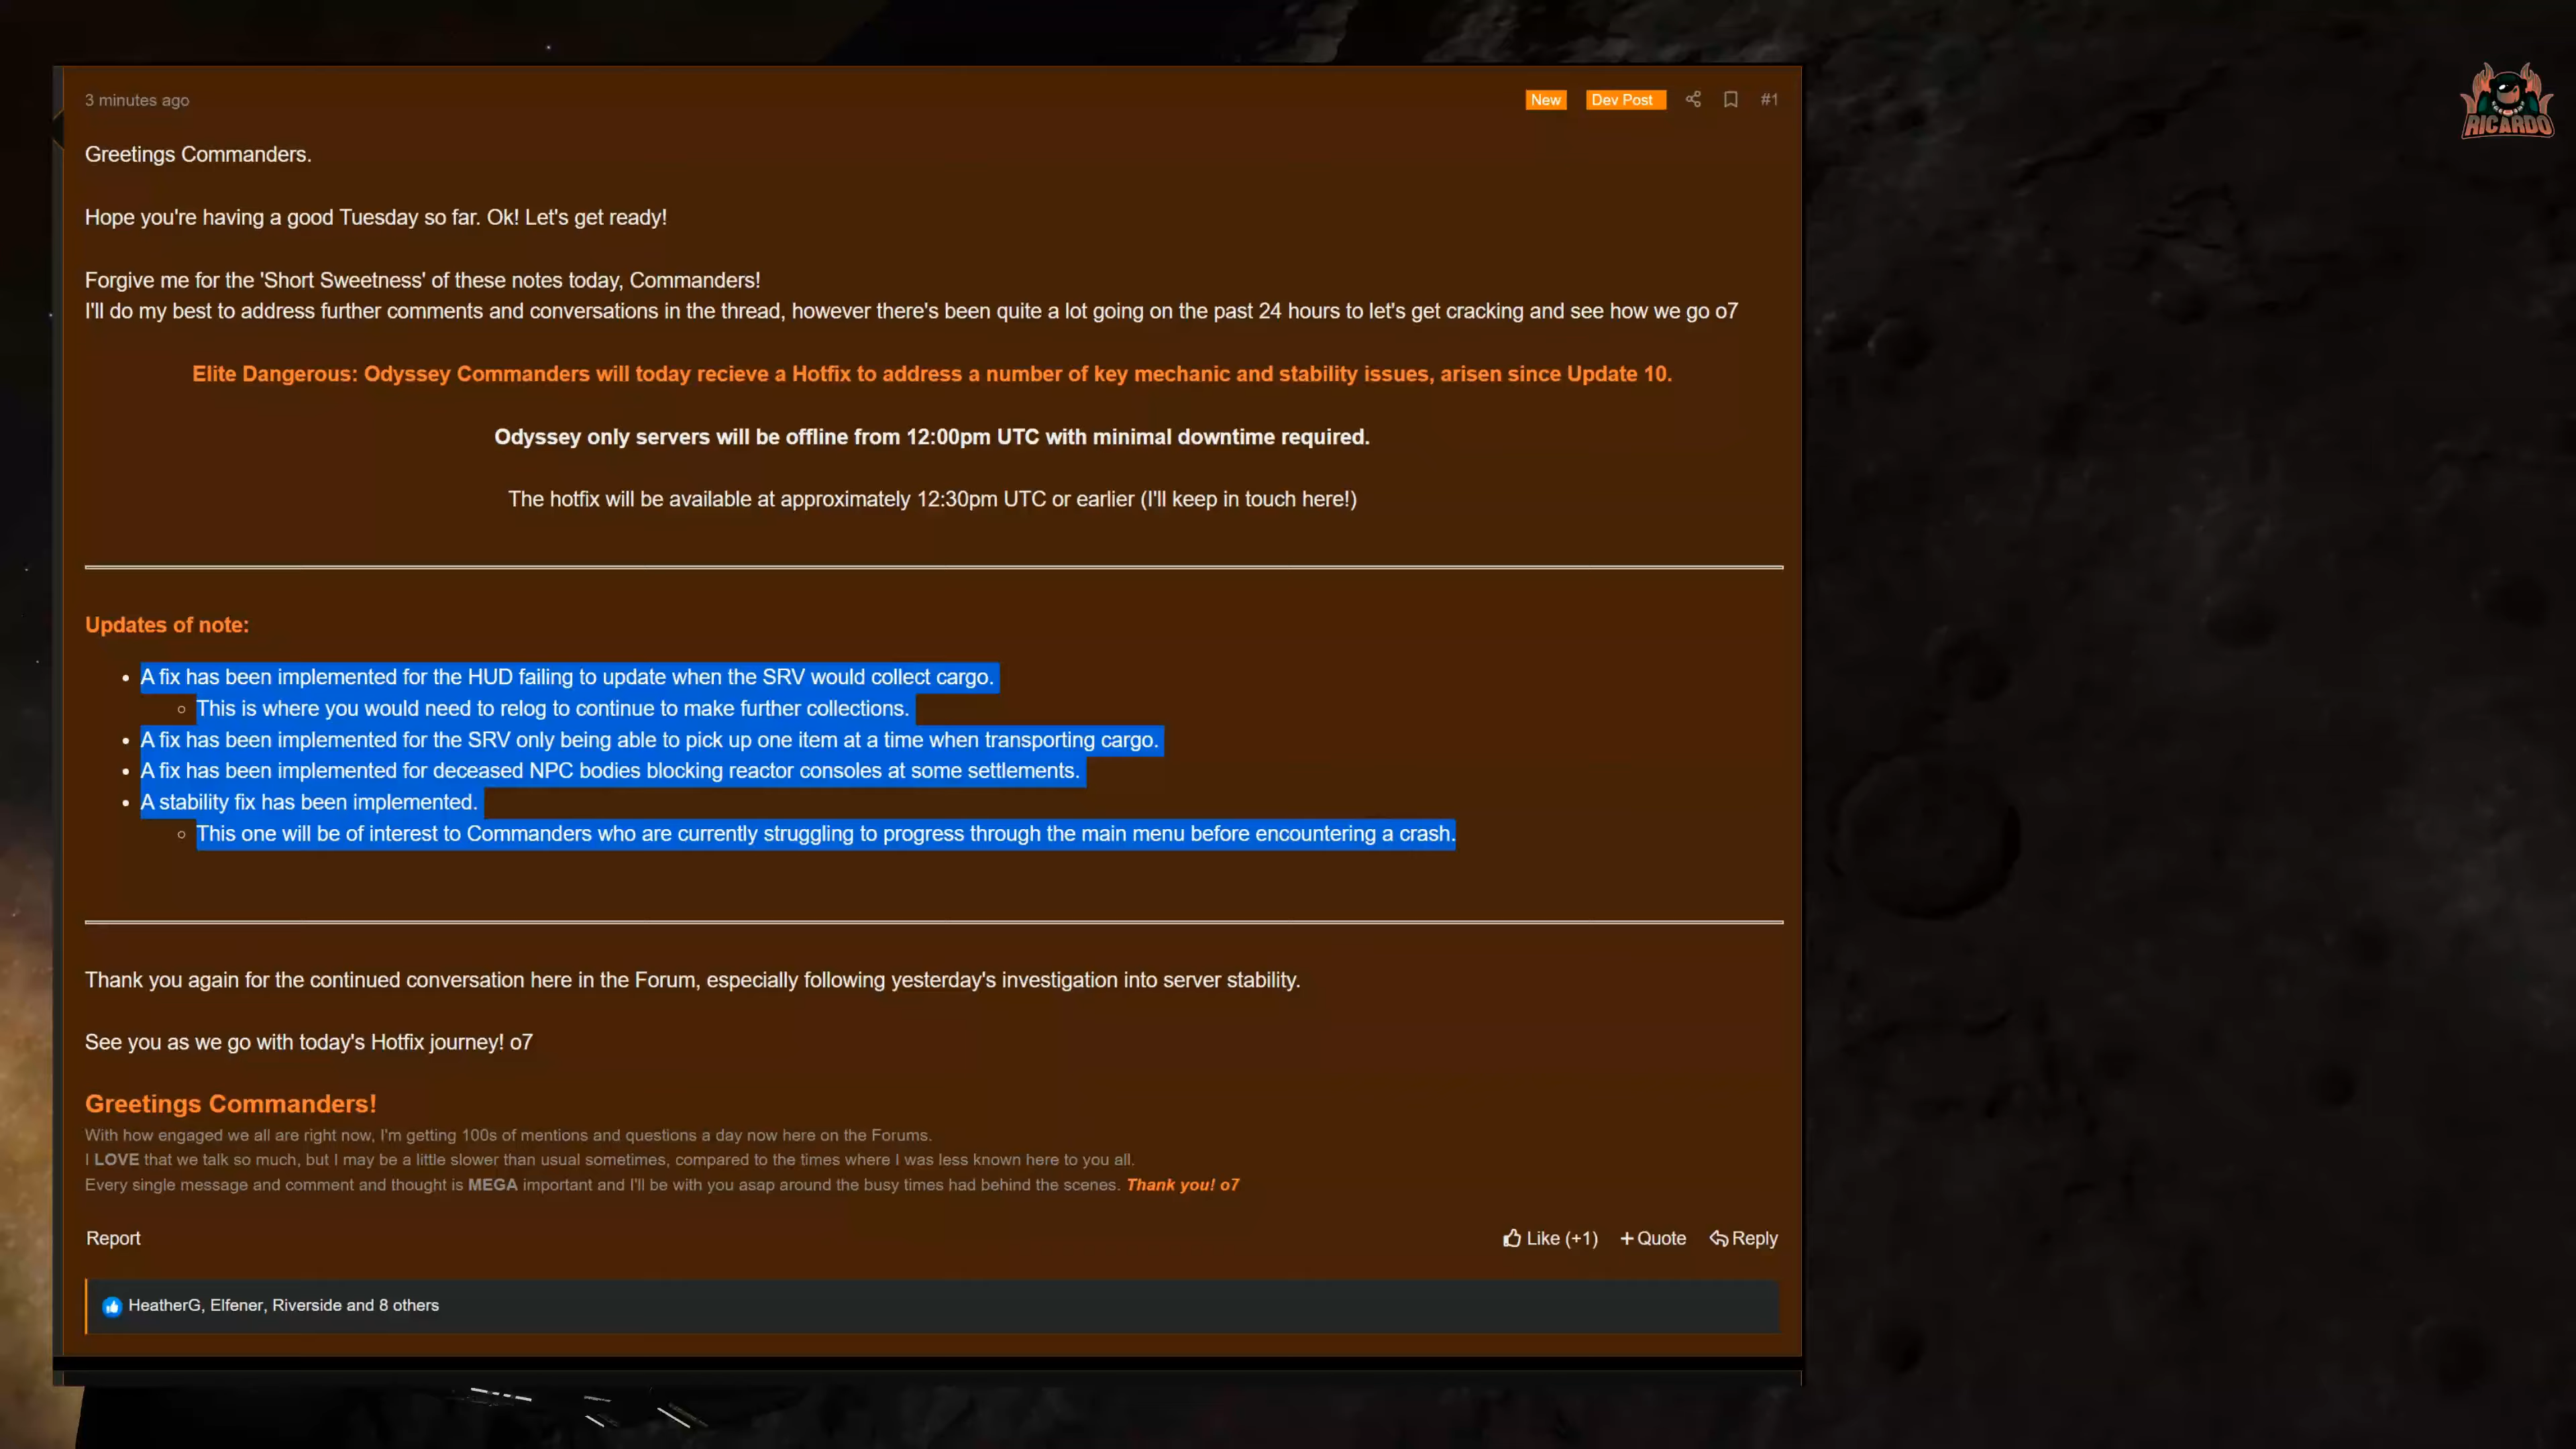 3 minutes ago
New Dev Post #1
RICARDO
Greetings Commanders.
Hope you're having a good Tuesday so far. Ok! Let's get ready!
Forgive me for the 'Short Sweetness' of these notes today, Commanders!
I'll do my best to address further comments and conversations in the thread, however there's been quite a lot going on the past 24 hours to let's get cracking and see how we go o7
Elite Dangerous: Odyssey Commanders will today recieve a Hotfix to address a number of key mechanic and stability issues, arisen since Update 10.
Odyssey only servers will be offline from 12:00pm UTC with minimal downtime required.
The hotfix will be available at approximately 12:30pm UTC or earlier (I'll keep in touch here!)
Updates of note:
• A fix has been implemented for the HUD failing to update when the SRV would collect cargo.
○ This is where you would need to relog to continue to make further collections.
• A fix has been implemented for the SRV only being able to pick up one item at a time when transporting cargo.
• A fix has been implemented for deceased NPC bodies blocking reactor consoles at some settlements.
• A stability fix has been implemented.
○ This one will be of interest to Commanders who are currently struggling to progress through the main menu before encountering a crash.
Thank you again for the continued conversation here in the Forum, especially following yesterday's investigation into server stability.
See you as we go with today's Hotfix journey! o7
Greetings Commanders!
With how engaged we all are right now, I'm getting 100s of mentions and questions a day now here on the Forums.
I LOVE that we talk so much, but I may be a little slower than usual sometimes, compared to the times where I was less known here to you all.
Every single message and comment and thought is MEGA important and I'll be with you asap around the busy times had behind the scenes. Thank you! o7
Report Like (+1) +Quote Reply
HeatherG, Elfener, Riverside and 8 others